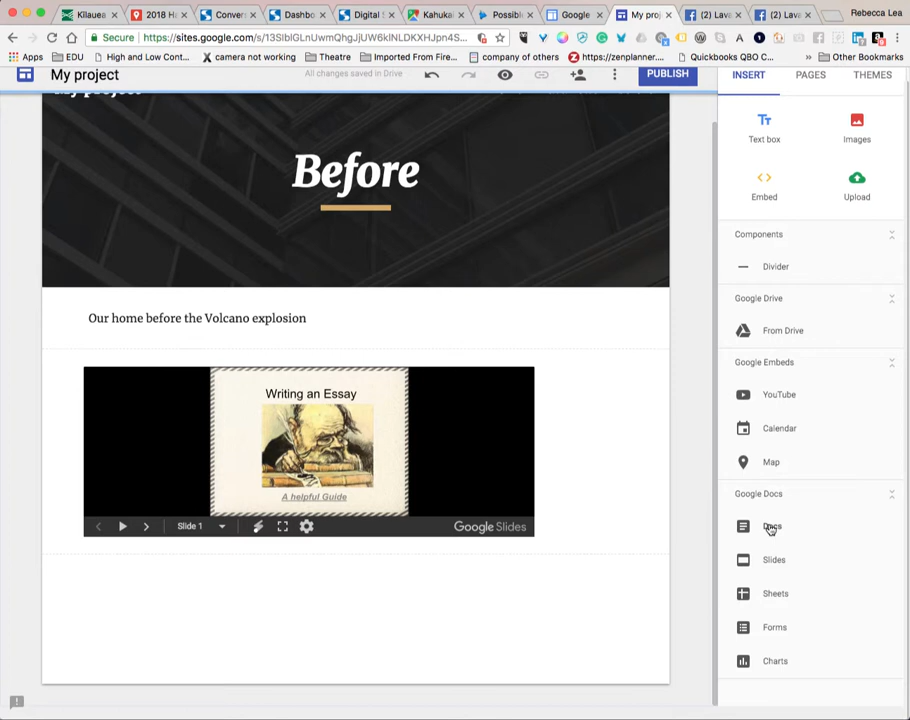 Kilauea
2018 Ha
Conver
Dashbo
Digital S
Kahuka
Possibl
Google
My proj
(2) Lava
(2) Lava
Rebecca Lea
Secure | https://sites.google.com/s/13SlblGLnUwmQhgJjUW6klNLDKXHJpn4S...
Apps
EDU
High and Low Cont...
camera not working
Theatre
Imported From Fire...
company of others
https://zenplanner....
Quickbooks QBO C...
»
Other Bookmarks
My project
All changes saved in Drive
PUBLISH
INSERT
PAGES
THEMES
Before
Our home before the Volcano explosion
Writing an Essay
A helpful Guide
Slide 1
Google Slides
Text box
Images
Embed
Upload
Components
Divider
Google Drive
From Drive
Google Embeds
YouTube
Calendar
Map
Google Docs
Docs
Slides
Sheets
Forms
Charts